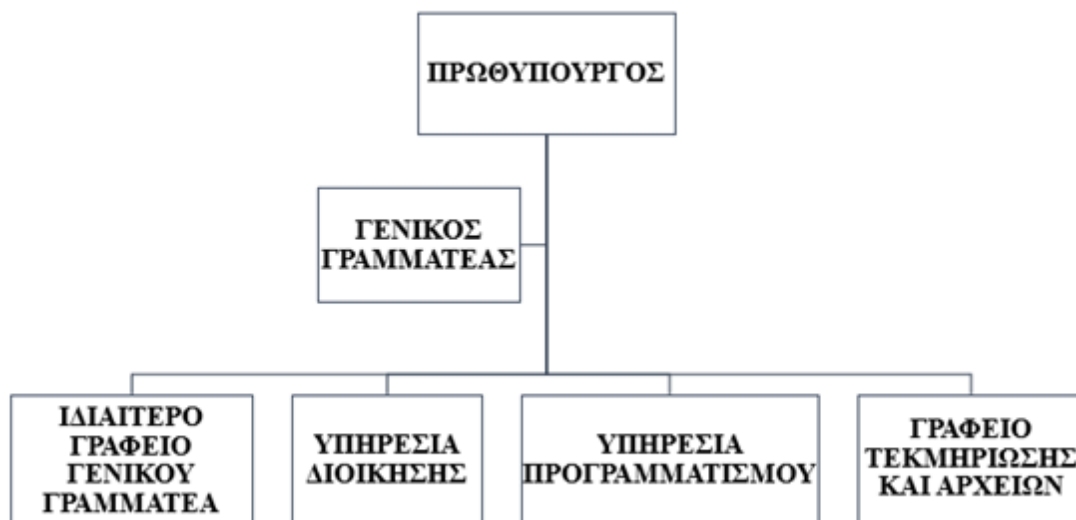 ΠΡΩΘΥΠΟΥΡΓΟΣ
ΓΕΝΙΚΟΣ
ΓΡΑΜΜΑΤΕΑΣ
ΙΔΙΑΙΤΕΡΟ
ΓΡΑΦΕΙΟ
ΓΕΝΙΚΟΥ
ΓΡΑΜΜΑΤΕΑ
ΥΠΗΡΕΣΙΑ
ΔΙΟΙΚΗΣΗΣ
ΥΠΗΡΕΣΙΑ
ΠΡΟΓΡΑΜΜΑΤΙΣΜΟΥ
ΓΡΑΦΕΙΟ
ΤΕΚΜΗΡΙΩΣΗΣ
ΚΑΙ ΑΡΧΕΙΩΝ